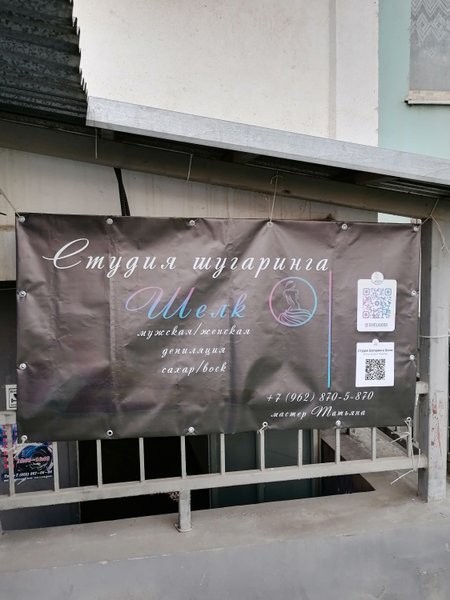 Студия шугаринга
Шелк
мужская/женская
депиляция
сахар/воск
+7 (962) 870-5-870
мастер Татьяна